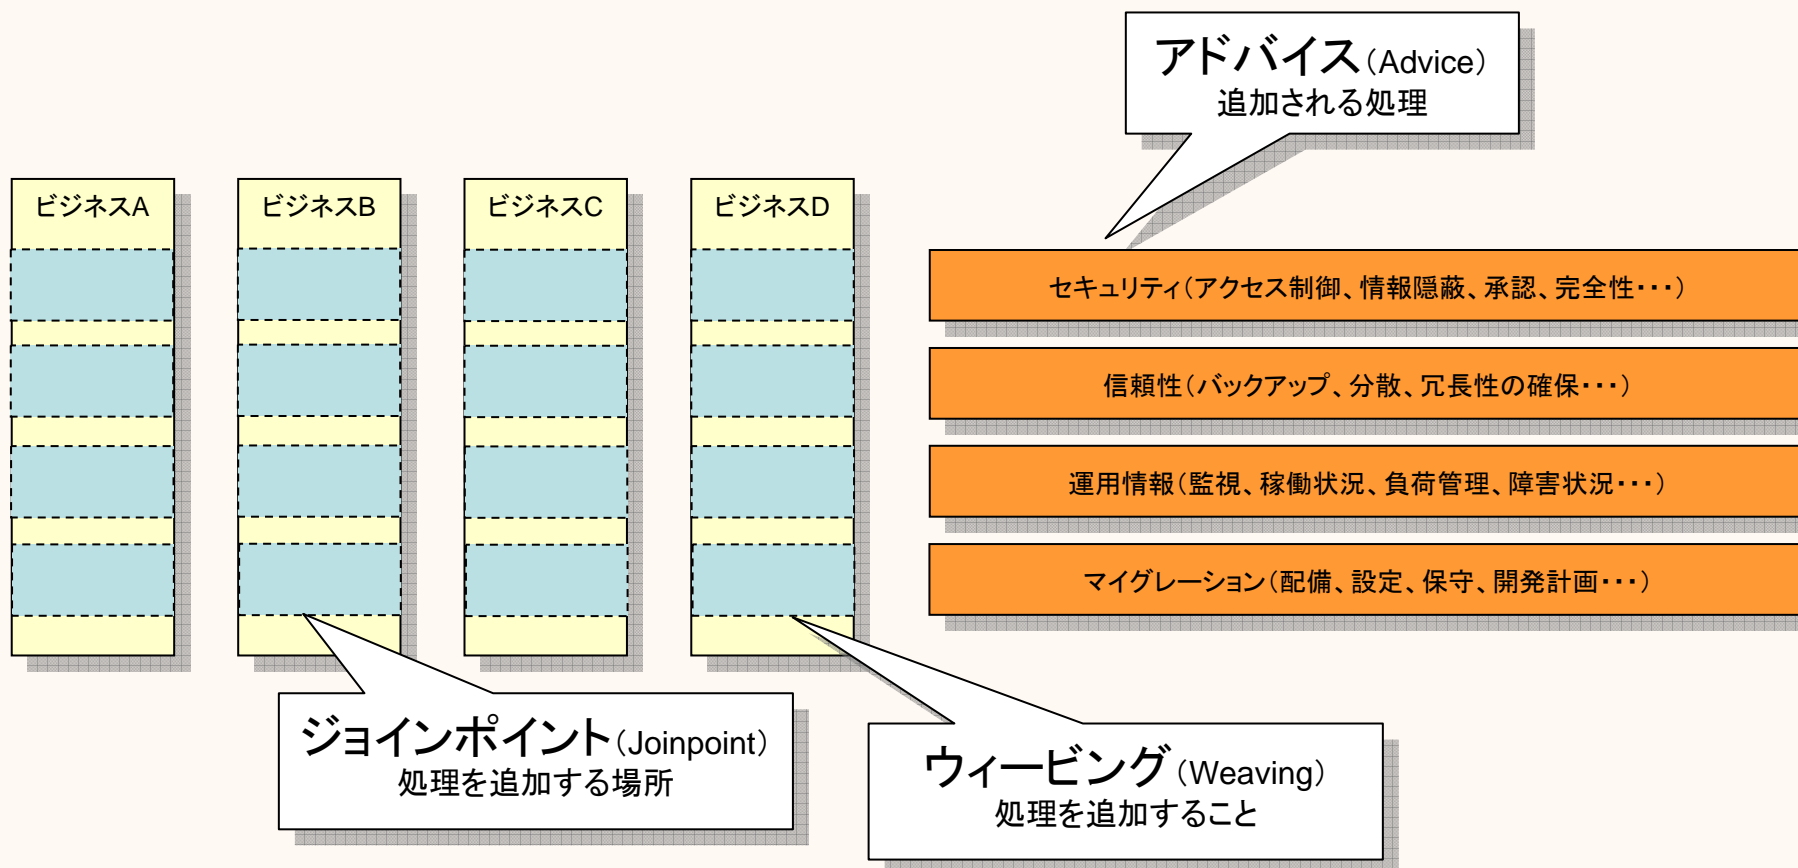 アドバイス（Advice）
追加される処理
ビジネスA
ビジネスB
ビジネスC
ビジネスD
セキュリティ（アクセス制御、情報隠蔽、承認、完全性・・・）
信頼性（バックアップ、分散、冗長性の確保・・・）
運用情報（監視、稼働状況、負荷管理、障害状況・・・）
マイグレーション（配備、設定、保守、開発計画・・・）
ジョインポイント（Joinpoint）
処理を追加する場所
ウィービング（Weaving）
処理を追加すること